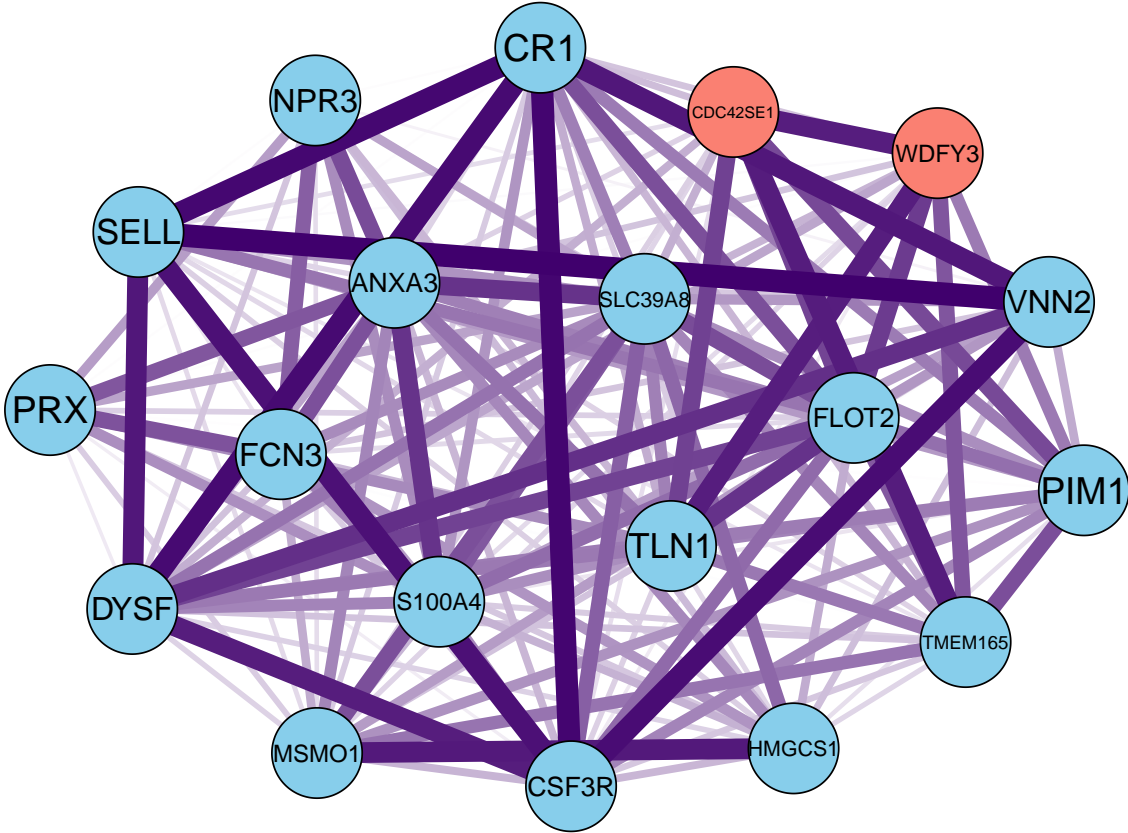 CR1
NPR3
CDC42SE1
WDFY3
SELL
ANXA3
SLC39A8
VNN2
PRX
FCN3
FLOT2
PIM1
TLN1
DYSF
S100A4
TMEM165
MSMO1
HMGCS1
CSF3R